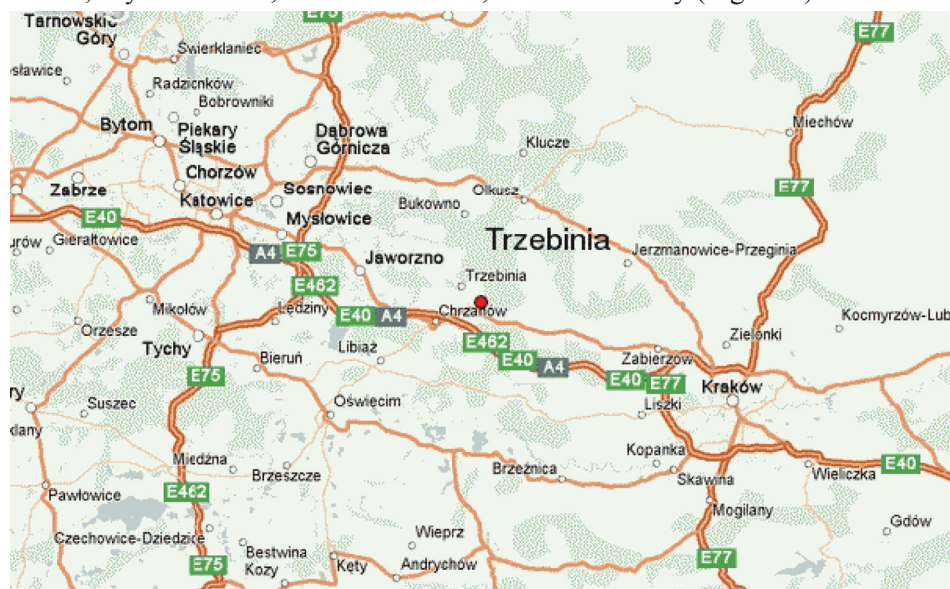 E75
E77
Tarnowskie
Góry
Świerklaniec
Radzionków
Bobrowniki
Bytom
Piekary
Śląskie
Dąbrowa
Górnicza
Klucze
Miechów
Chorzów
Zabrze
Sosnowiec
Olkusz
E77
Katowice
Bukowno
E40
Mysłowice
Gierałtowice
A4
E75
Trzebinia
Jerzmanowice-Przeginia
Jaworzno
Trzebinia
E462
Mikołów
Lędziny
E40
A4
Chrzanów
Kocmyrzów-Lub
Orzesze
Zielonki
Tychy
Libiąż
E462
Bieruń
E40
A4
Zabierzów
E75
E40
E77
Kraków
Suszec
Oświęcim
Liszki
Miedźna
Brzeszcze
Brzeźnica
Kopanka
E40
Skawina
Wieliczka
Pawłowice
E462
Mogilany
Czechowice-Dziedzice
Wieprz
Gdów
Bestwina
Kozy
E75
Kęty
Andrychów
E77